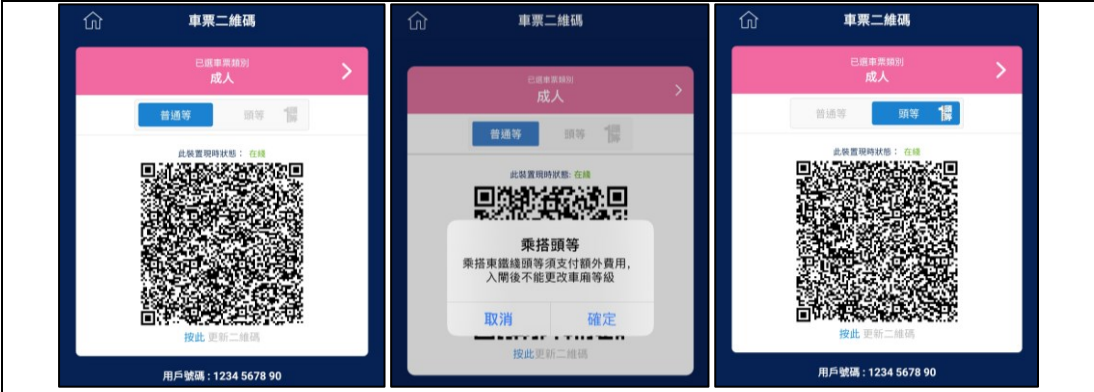 車票二維碼
已選車票類別
成人
普通等
頭等
此裝置現時狀態： 在綫
按此 更新二維碼
用戶號碼 : 1234 5678 90
車票二維碼
已選車票類別
成人
普通等
頭等
此裝置現時狀態: 在綫
乘搭頭等
乘搭東鐵綫頭等須支付額外費用，
入閘後不能更改車廂等級
取消
確定
按此更新二維碼
車票二維碼
已選車票類別
成人
普通等
頭等
此裝置現時狀態： 在綫
按此 更新二維碼
用戶號碼 : 1234 5678 90